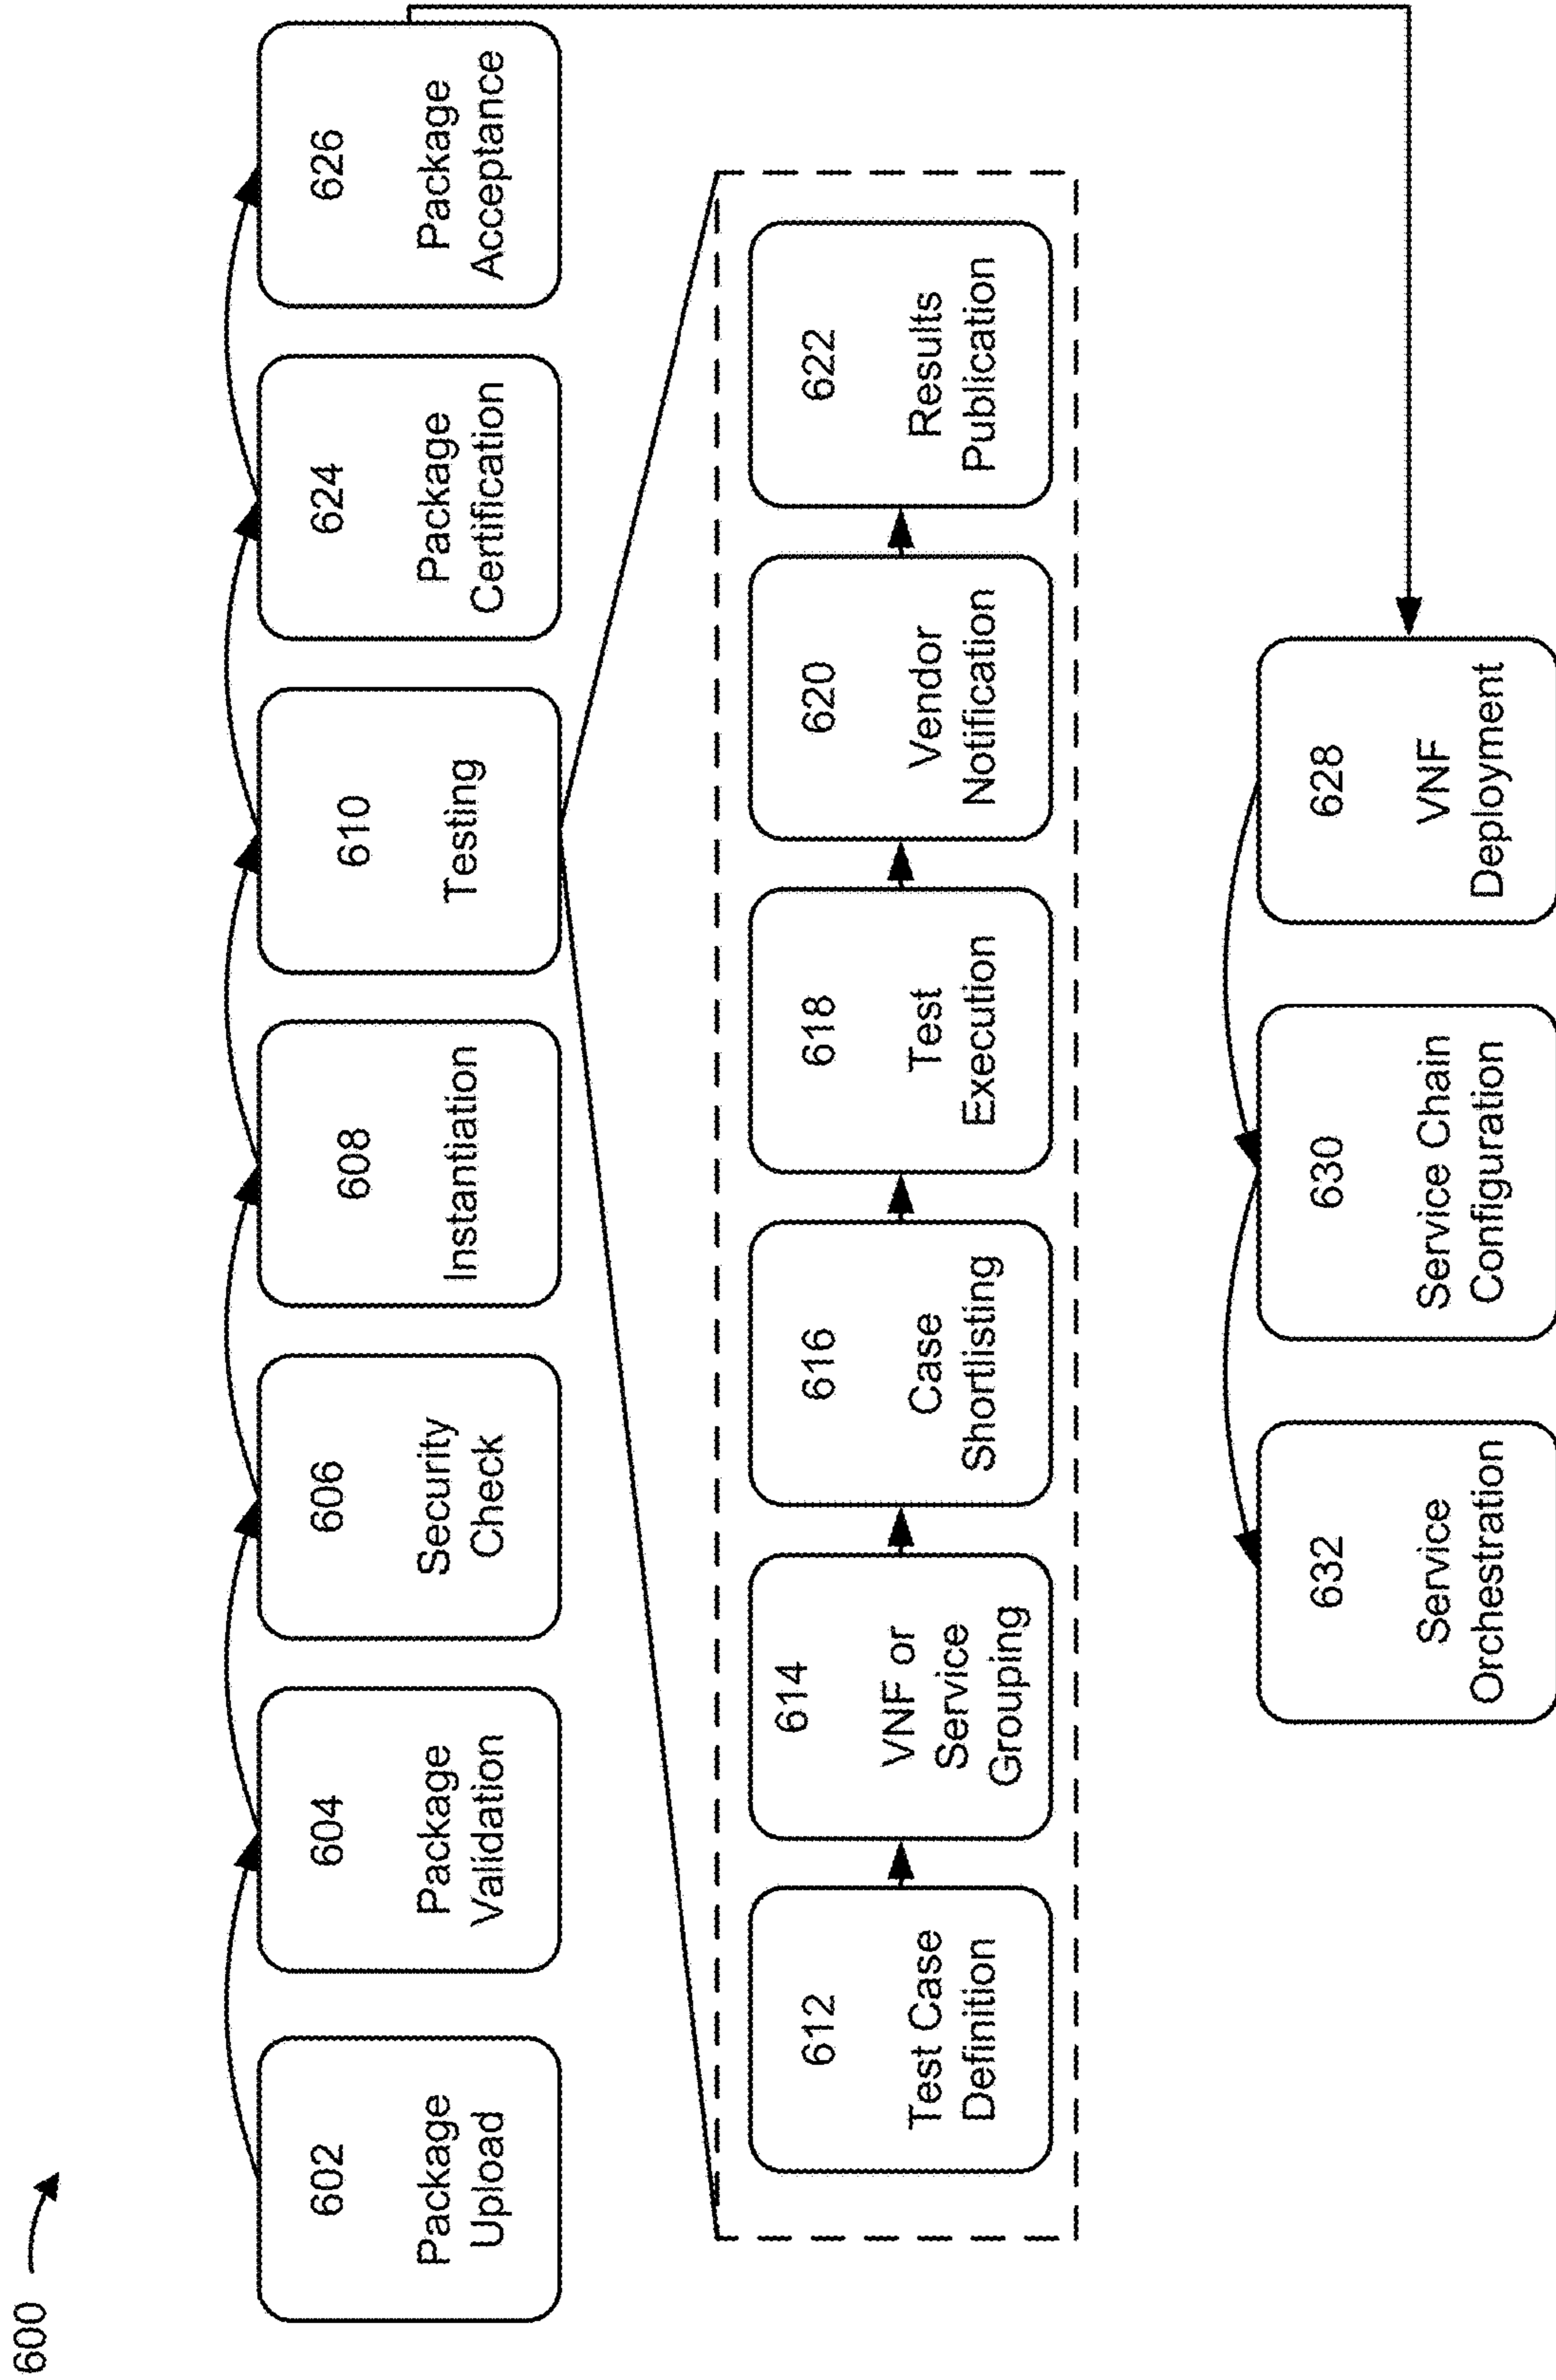 600
602
Package
Upload
604
Package
Validation
606
Security
Check
608
Instantiation
610
Testing
624
Package
Certification
626
Package
Acceptance
612
Test Case
Definition
614
VNF or
Service
Grouping
616
Case
Shortlisting
618
Test
Execution
620
Vendor
Notification
622
Results
Publication
632
Service
Orchestration
630
Service Chain
Configuration
628
VNF
Deployment